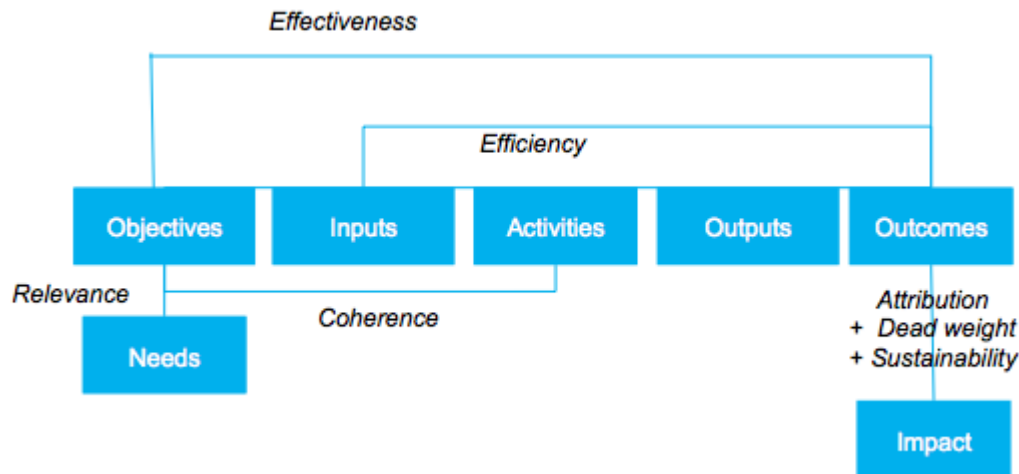 Effectiveness
Efficiency
Objectives
Inputs
Activities
Outputs
Outcomes
Relevance
Coherence
Attribution
+ Dead weight
+ Sustainability
Needs
Impact